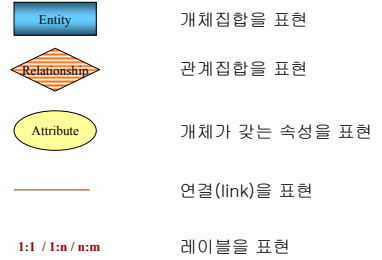 Entity 개체집합을 표현
Relationship 관계집합을 표현
Attribute 개체가 갖는 속성을 표현
연결(link)을 표현
1:1 / 1:n / n:m 레이블을 표현